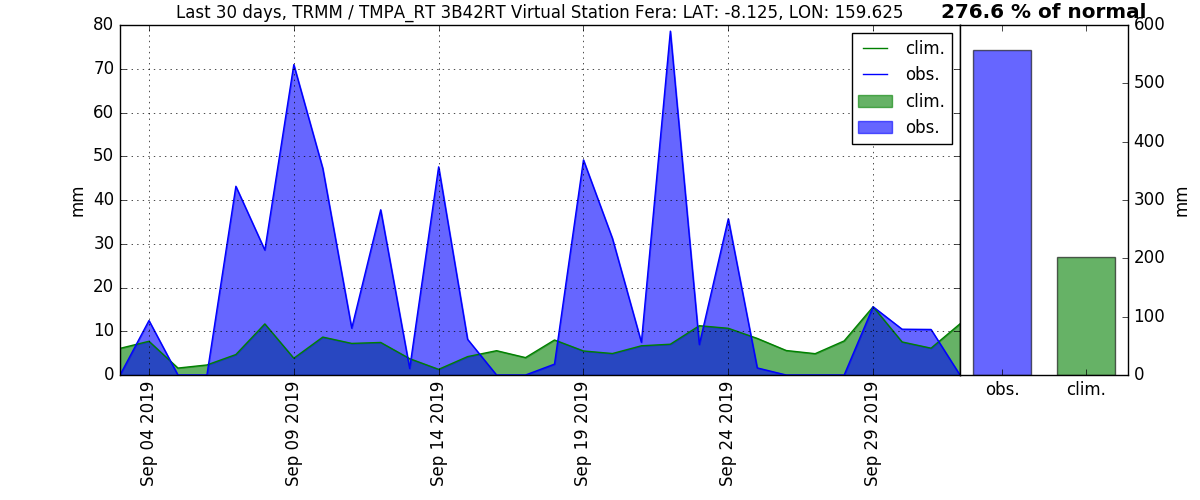 Last 30 days, TRMM / TMPA_RT 3B42RT Virtual Station Fera: LAT: -8.125, LON: 159.625
276.6 % of normal
80
70
60
50
40
30
20
10
0
mm
clim.
obs.
clim.
obs.
Sep 04 2019
Sep 09 2019
Sep 14 2019
Sep 19 2019
Sep 24 2019
Sep 29 2019
600
500
400
300
200
100
0
mm
obs.
clim.